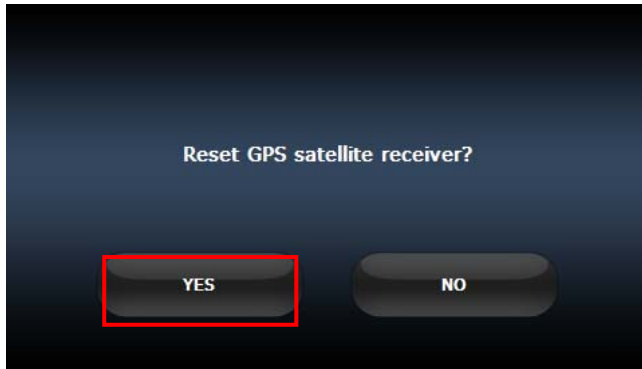 Reset GPS satellite receiver?
YES NO